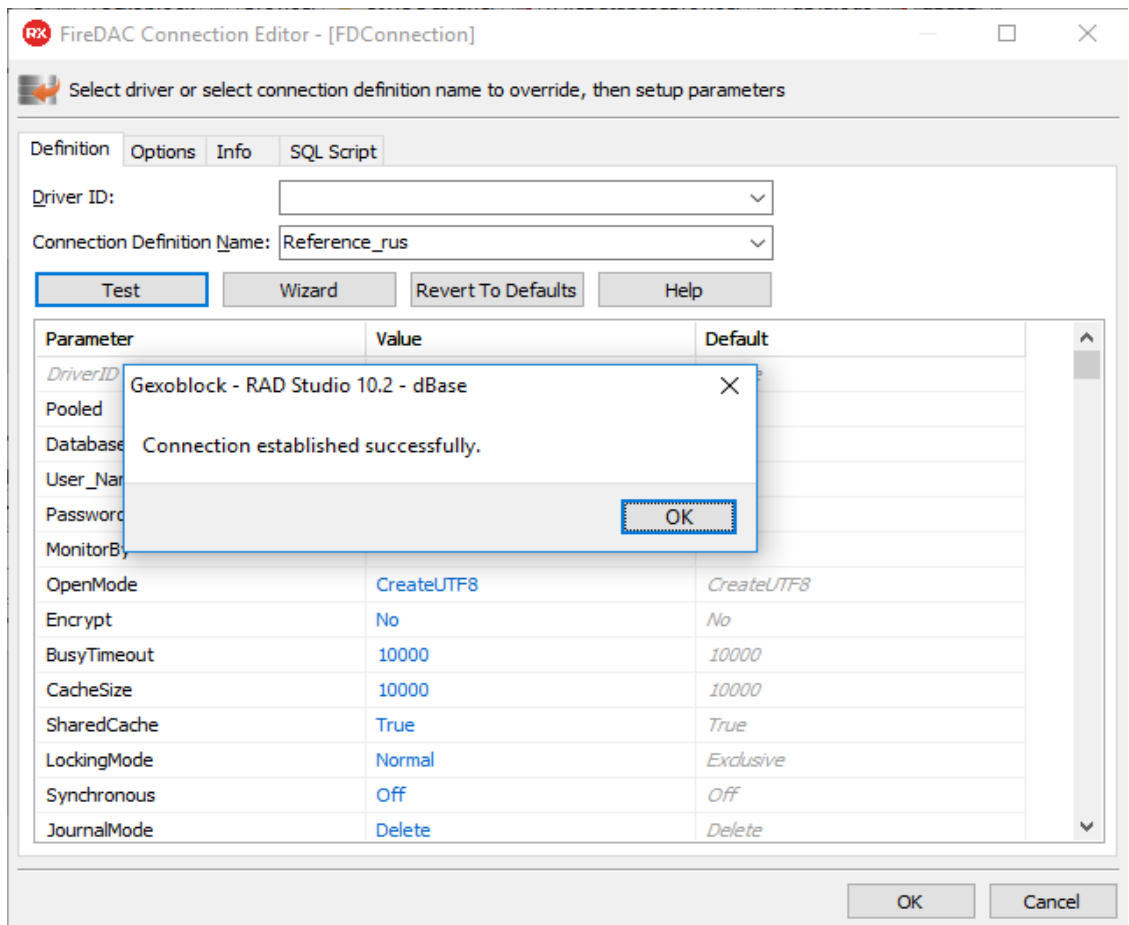 RX FireDAC Connection Editor - [FDConnection]
Select driver or select connection definition name to override, then setup parameters
Definition Options Info SQL Script
Driver ID:
Connection Definition Name: Reference_rus
Test Wizard Revert To Defaults Help
Parameter Value Default
DriverID
Gexoblock - RAD Studio 10.2 - dBase
Pooled
Database
Connection established successfully.
OK
OpenMode CreateUTF8 CreateUTF8
Encrypt No No
BusyTimeout 10000 10000
CacheSize 10000 10000
SharedCache True True
LockingMode Normal Exclusive
Synchronous Off Off
JournalMode Delete Delete
OK Cancel